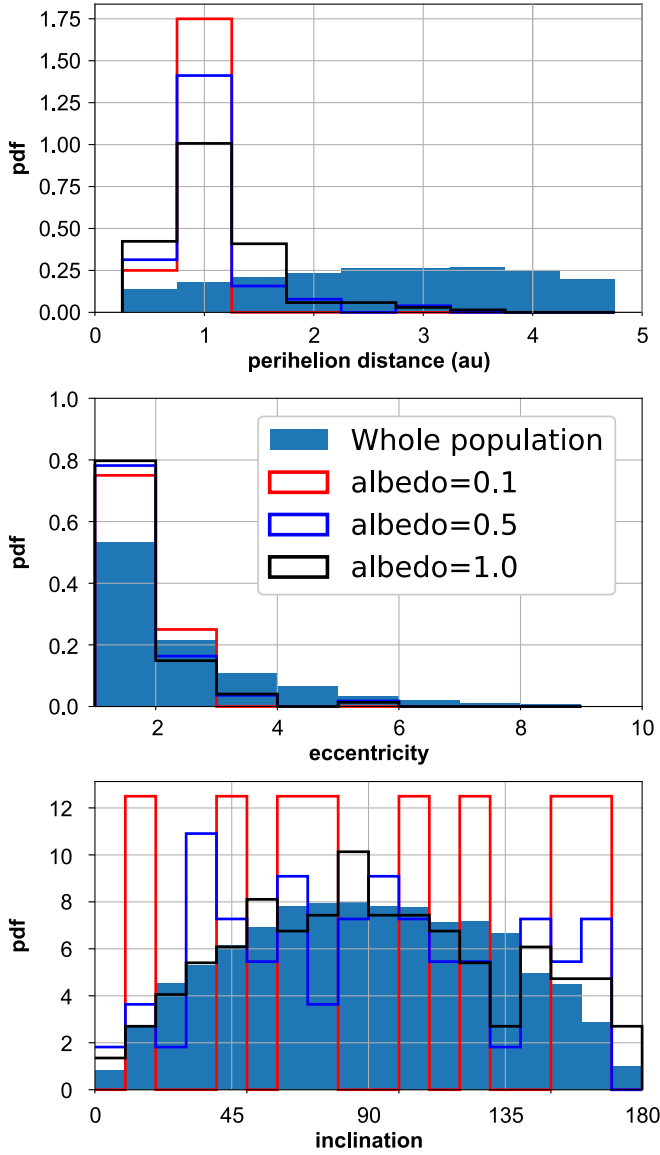 1.75
1.50
1.25
1.00
0.75
0.50
0.25
0.00
pdf
0 1 2 3 4 5
perihelion distance (au)
1.0
0.8
0.6
0.4
0.2
0.0
pdf
Whole population
albedo=0.1
albedo=0.5
albedo=1.0
2 4 6 8 10
eccentricity
12
10
8
6
4
2
0
pdf
0 45 90 135 180
inclination